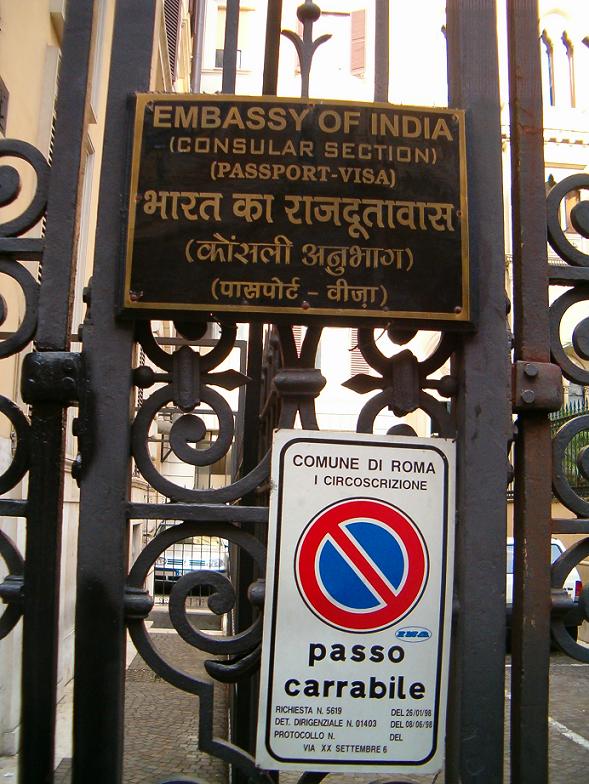 EMBASSY OF INDIA
(CONSULAR SECTION)
(PASSPORT-VISA)
भारत का राजदूतावास
(कोंसली अनुभाग)
(पासपोर्ट - वीज़ा)
COMUNE DI ROMA
I CIRCOSCRIZIONE
passo
carrabile
RICHIESTA N. 5619 DEL 26/01/98
DET. DIRIGENZIALE N. 01403 DEL 08/06/98
PROTOCOLLO N. DEL
VIA XX SETTEMBRE 6